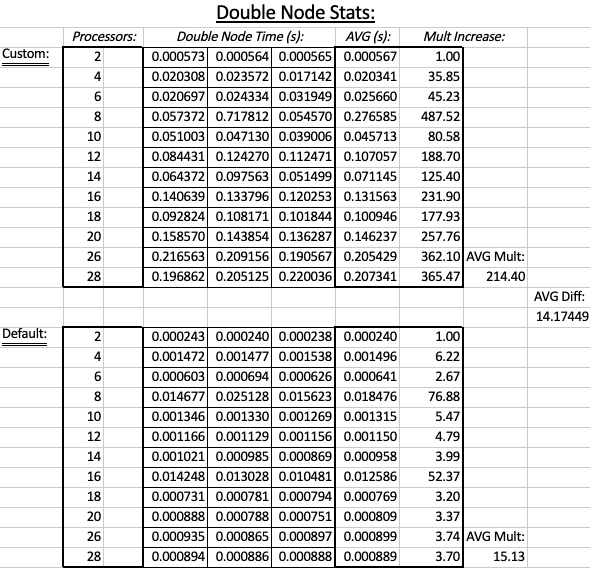 Double Node Stats:
Processors: Double Node Time (s): AVG (s): Mult Increase:
Custom: 2 0.000573 0.000564 0.000565 0.000567 1.00
4 0.020308 0.023572 0.017142 0.020341 35.85
6 0.020697 0.024334 0.031949 0.025660 45.23
8 0.057372 0.717812 0.054570 0.276585 487.52
10 0.051003 0.047130 0.039006 0.045713 80.58
12 0.084431 0.124270 0.112471 0.107057 188.70
14 0.064372 0.097563 0.051499 0.071145 125.40
16 0.140639 0.133796 0.120253 0.131563 231.90
18 0.092824 0.108171 0.101844 0.100946 177.93
20 0.158570 0.143854 0.136287 0.146237 257.76
26 0.216563 0.209156 0.190567 0.205429 362.10 AVG Mult:
28 0.196862 0.205125 0.220036 0.207341 365.47 214.40
AVG Diff:
14.17449
Default: 2 0.000243 0.000240 0.000238 0.000240 1.00
4 0.001472 0.001477 0.001538 0.001496 6.22
6 0.000603 0.000694 0.000626 0.000641 2.67
8 0.014677 0.025128 0.015623 0.018476 76.88
10 0.001346 0.001330 0.001269 0.001315 5.47
12 0.001166 0.001129 0.001156 0.001150 4.79
14 0.001021 0.000985 0.000869 0.000958 3.99
16 0.014248 0.013028 0.010481 0.012586 52.37
18 0.000731 0.000781 0.000794 0.000769 3.20
20 0.000888 0.000788 0.000751 0.000809 3.37
26 0.000935 0.000865 0.000897 0.000899 3.74 AVG Mult:
28 0.000894 0.000886 0.000888 0.000889 3.70 15.13